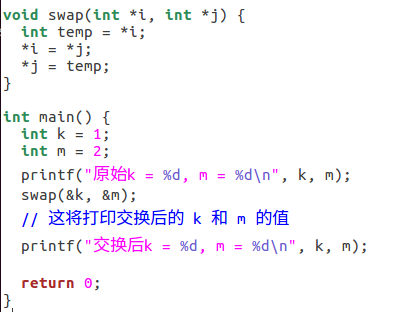 void swap(int *i, int *j) {
  int temp = *i;
  *i = *j;
  *j = temp;
}

int main() {
  int k = 1;
  int m = 2;
  printf("原始k = %d, m = %d\n", k, m);
  swap(&k, &m);
  // 这将打印交换后的 k 和 m 的值
  printf("交换后k = %d, m = %d\n", k, m);

  return 0;
}